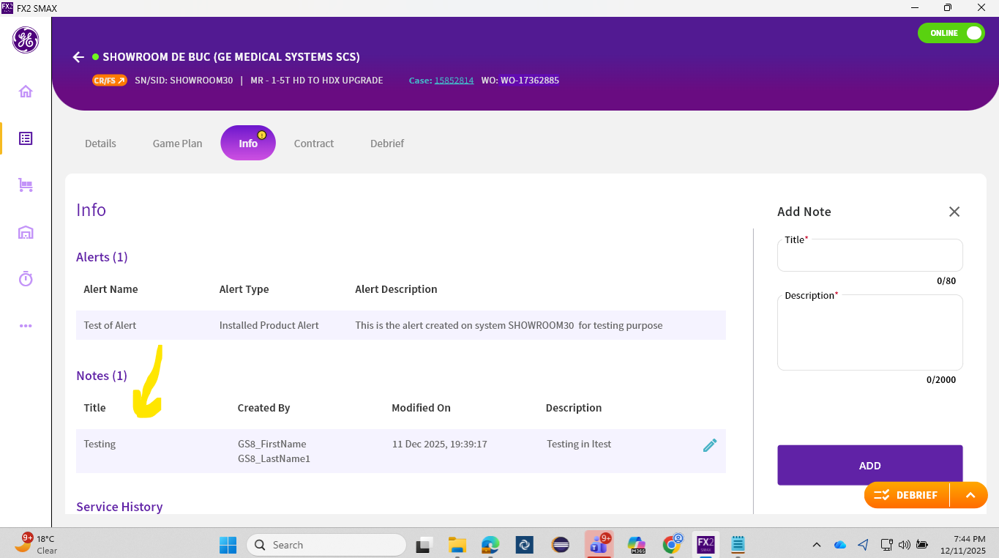 FX2 SMAX
ONLINE
SHOWROOM DE BUC (GE MEDICAL SYSTEMS SCS)
CR/FS SN/SID: SHOWROOM30 | MR - 1-5T HD TO HDX UPGRADE Case: 15852814 WO: WO-17362885
Details Game Plan Info ! Contract Debrief
Info
Alerts (1)
Alert Name Alert Type Alert Description
Test of Alert Installed Product Alert This is the alert created on system SHOWROOM30 for testing purpose
Notes (1)
Title Created By Modified On Description
Testing GS8_FirstName 11 Dec 2025, 19:39:17 Testing in Itest
GS8_LastName1
Service History
Add Note
Title*
0/80
Description*
0/2000
ADD
DEBRIEF
9+ 18°C
Clear
Search
9+
M365
FX2
SMAX
7:44 PM
12/11/2025